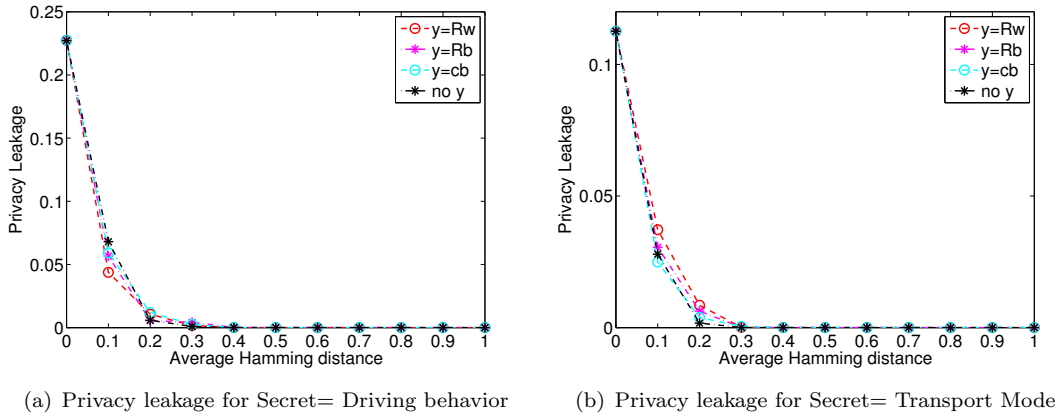 0.25
0.2
0.15
0.1
0.05
0
Privacy Leakage
y=Rw
y=Rb
y=cb
no y
0 0.1 0.2 0.3 0.4 0.5 0.6 0.7 0.8 0.9 1
Average Hamming distance
(a) Privacy leakage for Secret= Driving behavior
0.1
0.05
0
Privacy Leakage
y=Rw
y=Rb
y=cb
no y
0 0.1 0.2 0.3 0.4 0.5 0.6 0.7 0.8 0.9 1
Average Hamming distance
(b) Privacy leakage for Secret= Transport Mode